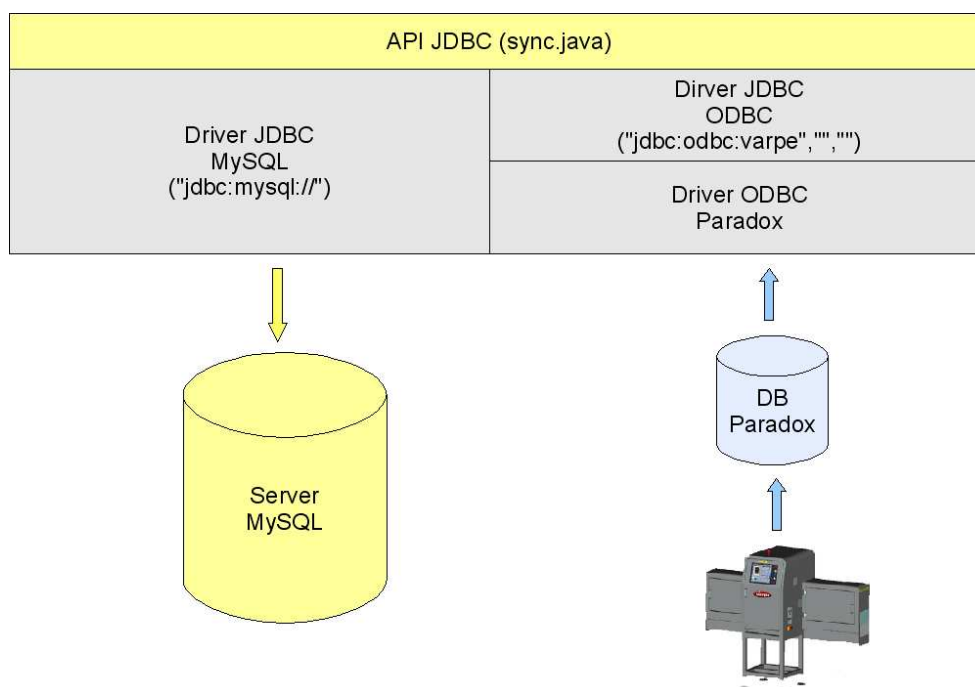 API JDBC (sync.java)
Driver JDBC
MySQL
("jdbc:mysql://")
Dirver JDBC
ODBC
("jdbc:odbc:varpe","","")
Driver ODBC
Paradox
DB
Paradox
Server
MySQL